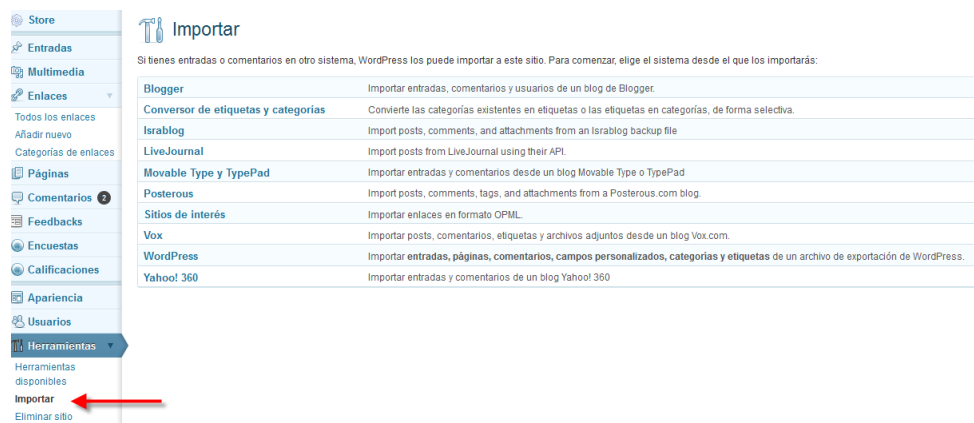 Store
Entradas
Multimedia
Enlaces
Todos los enlaces
Añadir nuevo
Categorías de enlaces
Páginas
Comentarios 2
Feedbacks
Encuestas
Calificaciones
Apariencia
Usuarios
Herramientas
Herramientas
disponibles
Importar
Eliminar sitio
Importar
Si tienes entradas o comentarios en otro sistema, WordPress los puede importar a este sitio. Para comenzar, elige el sistema desde el que los importarás:
Blogger Importar entradas, comentarios y usuarios de un blog de Blogger.
Conversor de etiquetas y categorías Convierte las categorías existentes en etiquetas o las etiquetas en categorías, de forma selectiva.
Israblog Import posts, comments, and attachments from an Israblog backup file
LiveJournal Import posts from LiveJournal using their API.
Movable Type y TypePad Importar entradas y comentarios desde un blog Movable Type o TypePad
Posterous Import posts, comments, tags, and attachments from a Posterous.com blog.
Sitios de interés Importar enlaces en formato OPML.
Vox Importar posts, comentarios, etiquetas y archivos adjuntos desde un blog Vox.com.
WordPress Importar entradas, páginas, comentarios, campos personalizados, categorías y etiquetas de un archivo de exportación de WordPress.
Yahoo! 360 Importar entradas y comentarios de un blog Yahoo! 360